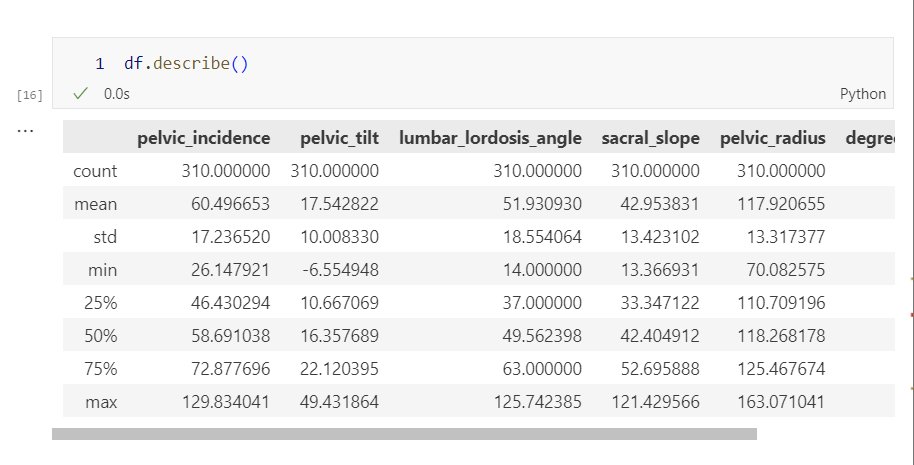 1 df.describe()
[16] 0.0s Python
...
pelvic_incidence pelvic_tilt lumbar_lordosis_angle sacral_slope pelvic_radius degree
count 310.000000 310.000000 310.000000 310.000000 310.000000
mean 60.496653 17.542822 51.930930 42.953831 117.920655
std 17.236520 10.008330 18.554064 13.423102 13.317377
min 26.147921 -6.554948 14.000000 13.366931 70.082575
25% 46.430294 10.667069 37.000000 33.347122 110.709196
50% 58.691038 16.357689 49.562398 42.404912 118.268178
75% 72.877696 22.120395 63.000000 52.695888 125.467674
max 129.834041 49.431864 125.742385 121.429566 163.071041